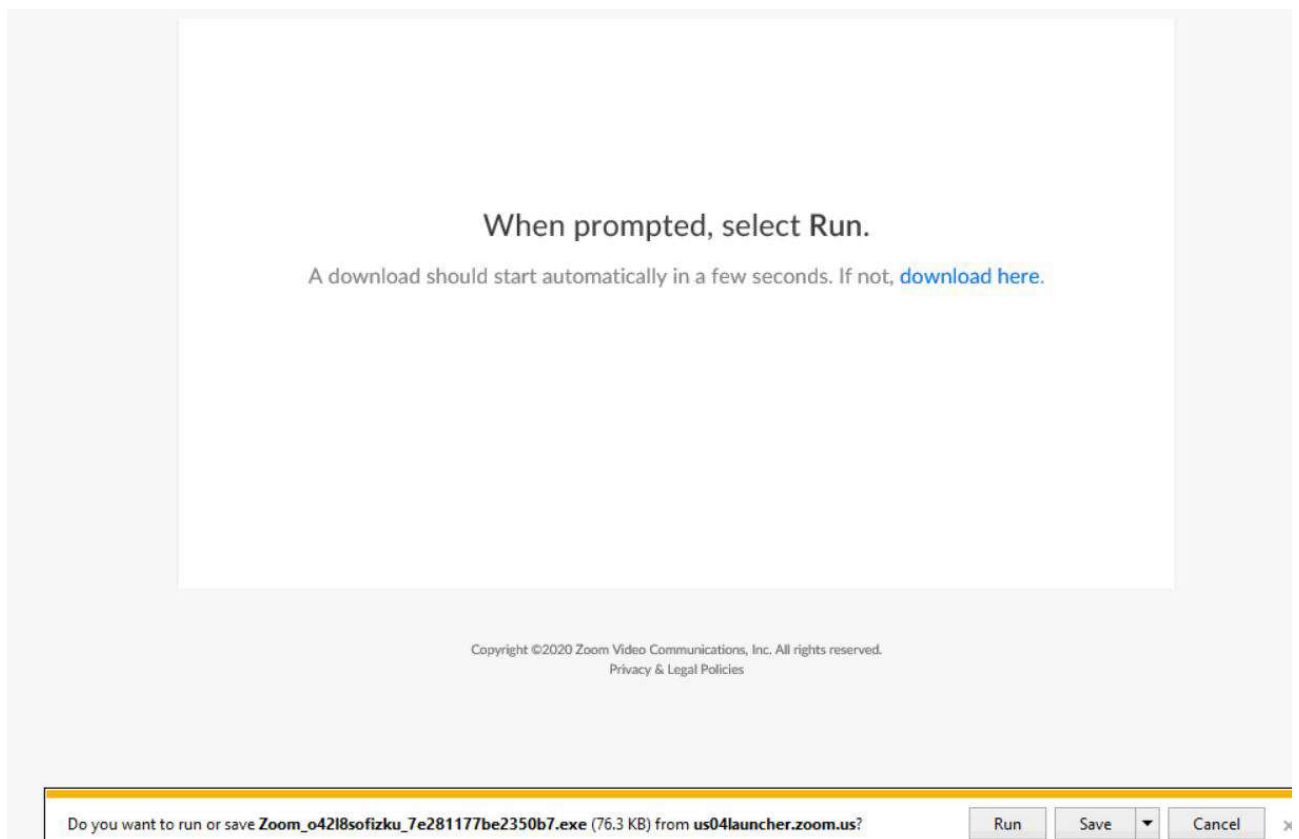 When prompted, select Run.
A download should start automatically in a few seconds. If not, download here.
Copyright ©2020 Zoom Video Communications, Inc. All rights reserved.
Privacy & Legal Policies
Do you want to run or save Zoom_o42l8sofizku_7e281177be2350b7.exe (76.3 KB) from us04launcher.zoom.us? Run Save Cancel